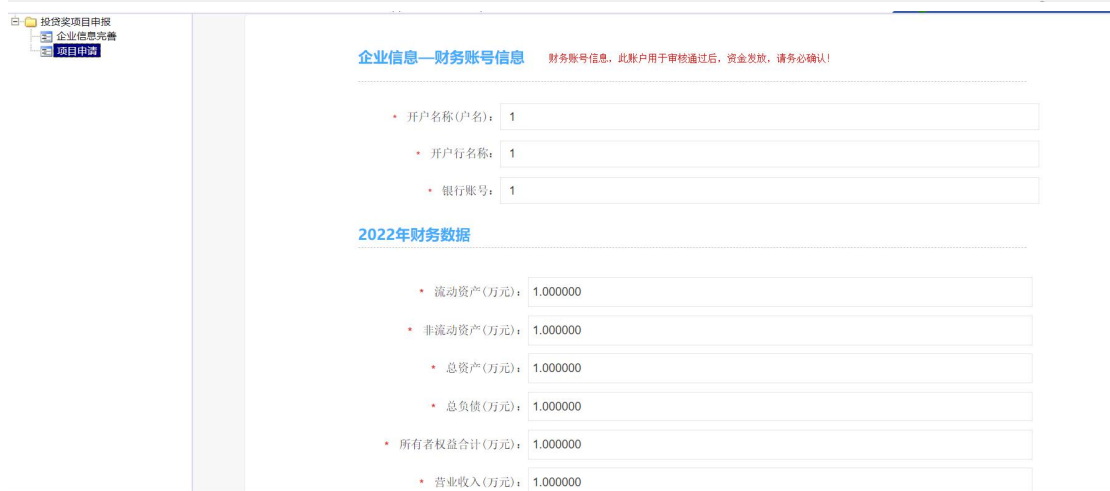 投贷奖项目申报
企业信息完善
项目申请
企业信息—财务账号信息 财务账号信息，此账户用于审核通过后，资金发放，请务必确认！
* 开户名称(户名)： 1
* 开户行名称： 1
* 银行账号： 1
2022年财务数据
* 流动资产(万元)： 1.000000
* 非流动资产(万元)： 1.000000
* 总资产(万元)： 1.000000
* 总负债(万元)： 1.000000
* 所有者权益合计(万元)： 1.000000
* 营业收入(万元)： 1.000000